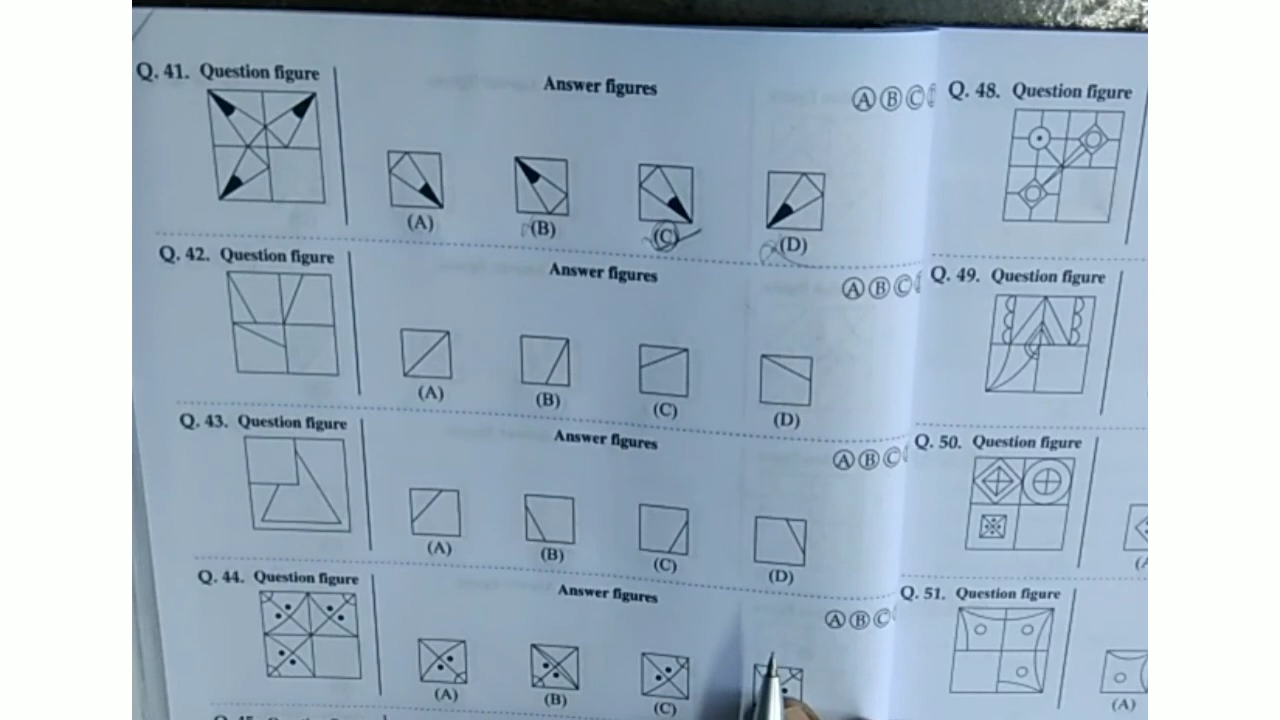 Q. 41. Question figure
Answer figures
A B C
(A)
(B)
(C)
(D)
Q. 42. Question figure
Answer figures
A B C
(A)
(B)
(C)
(D)
Q. 43. Question figure
Answer figures
A B C
(A)
(B)
(C)
(D)
Q. 44. Question figure
Answer figures
A B C
(A)
(B)
(C)
Q. 48. Question figure
Q. 49. Question figure
Q. 50. Question figure
Q. 51. Question figure
(A)